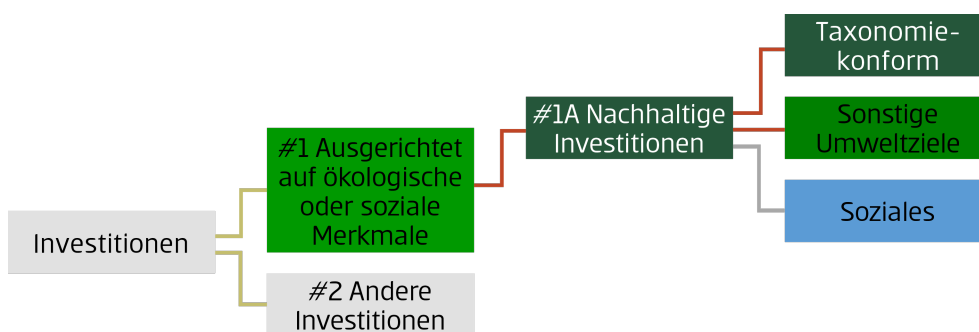 Investitionen
#1 Ausgerichtet
auf ökologische
oder soziale
Merkmale
#2 Andere
Investitionen
#1A Nachhaltige
Investitionen
Taxonomie-
konform
Sonstige
Umweltziele
Soziales